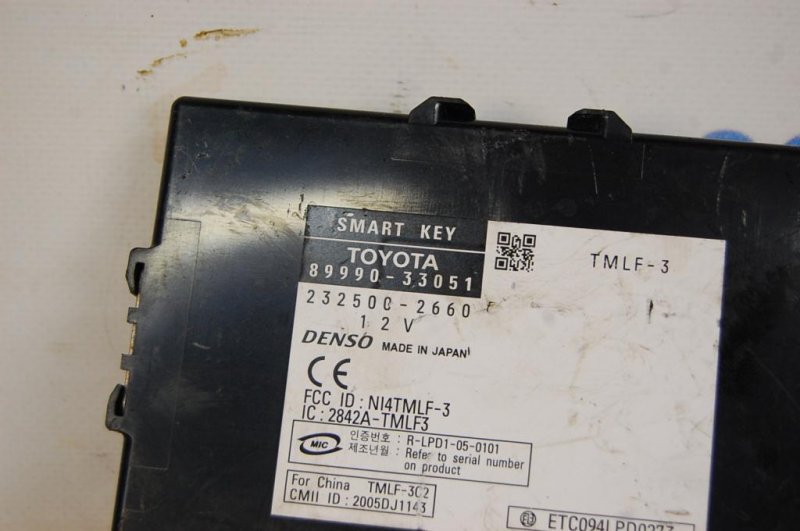 SMART KEY
TOYOTA
89990-33051
232500-2660
12V
TMLF-3
DENSO MADE IN JAPAN
CE
FCC ID : NI4TMLF-3
IC : 2842A-TMLF3
MIC
인증번호 : R-LPD1-05-0101
제조년월 : Refer to serial number
on product
For China TMLF-3C2
CMII ID : 2005DJ1143
ETC094LPD0273